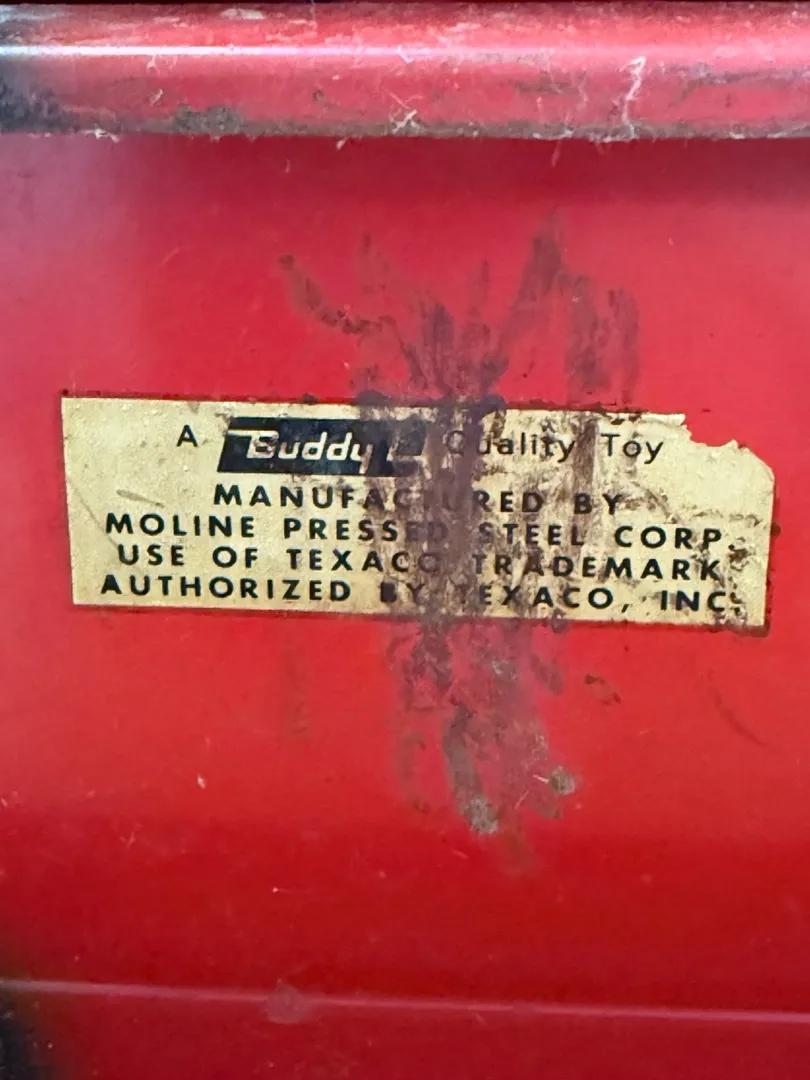 A Buddy L Quality Toy
MANUFACTURED BY
MOLINE PRESSED STEEL CORP.
USE OF TEXACO TRADEMARK
AUTHORIZED BY TEXACO, INC.